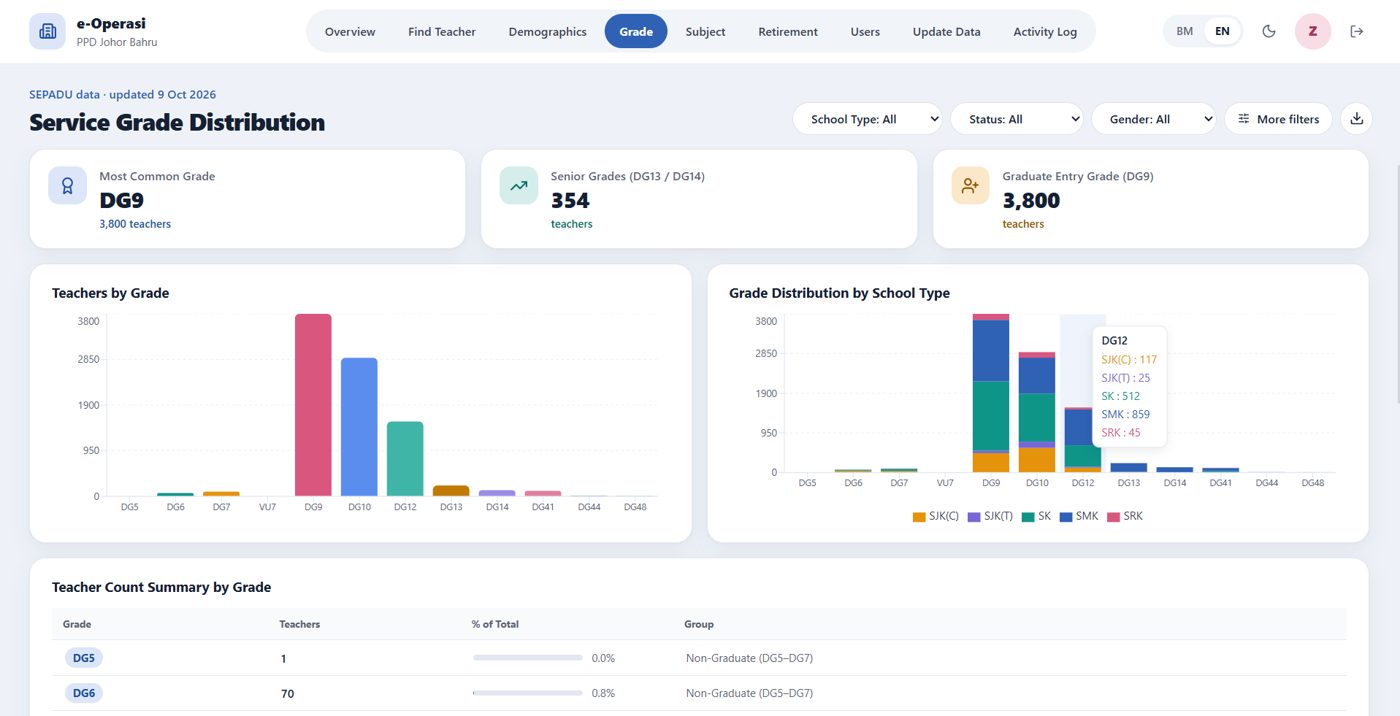 e-Operasi
PPD Johor Bahru
Overview Find Teacher Demographics Grade Subject Retirement Users Update Data Activity Log
BM EN Z
SEPADU data · updated 9 Oct 2026
Service Grade Distribution
School Type: All Status: All Gender: All More filters
Most Common Grade
DG9
3,800 teachers
Senior Grades (DG13 / DG14)
354
teachers
Graduate Entry Grade (DG9)
3,800
teachers
Teachers by Grade
3800
2850
1900
950
0
DG5 DG6 DG7 VU7 DG9 DG10 DG12 DG13 DG14 DG41 DG44 DG48
Grade Distribution by School Type
3800
2850
1900
950
0
DG5 DG6 DG7 VU7 DG9 DG10 DG12 DG13 DG14 DG41 DG44 DG48
DG12
SJK(C) : 117
SJK(T) : 25
SK : 512
SMK : 859
SRK : 45
SJK(C) SJK(T) SK SMK SRK
Teacher Count Summary by Grade
Grade Teachers % of Total Group
DG5 1 0.0% Non-Graduate (DG5–DG7)
DG6 70 0.8% Non-Graduate (DG5–DG7)